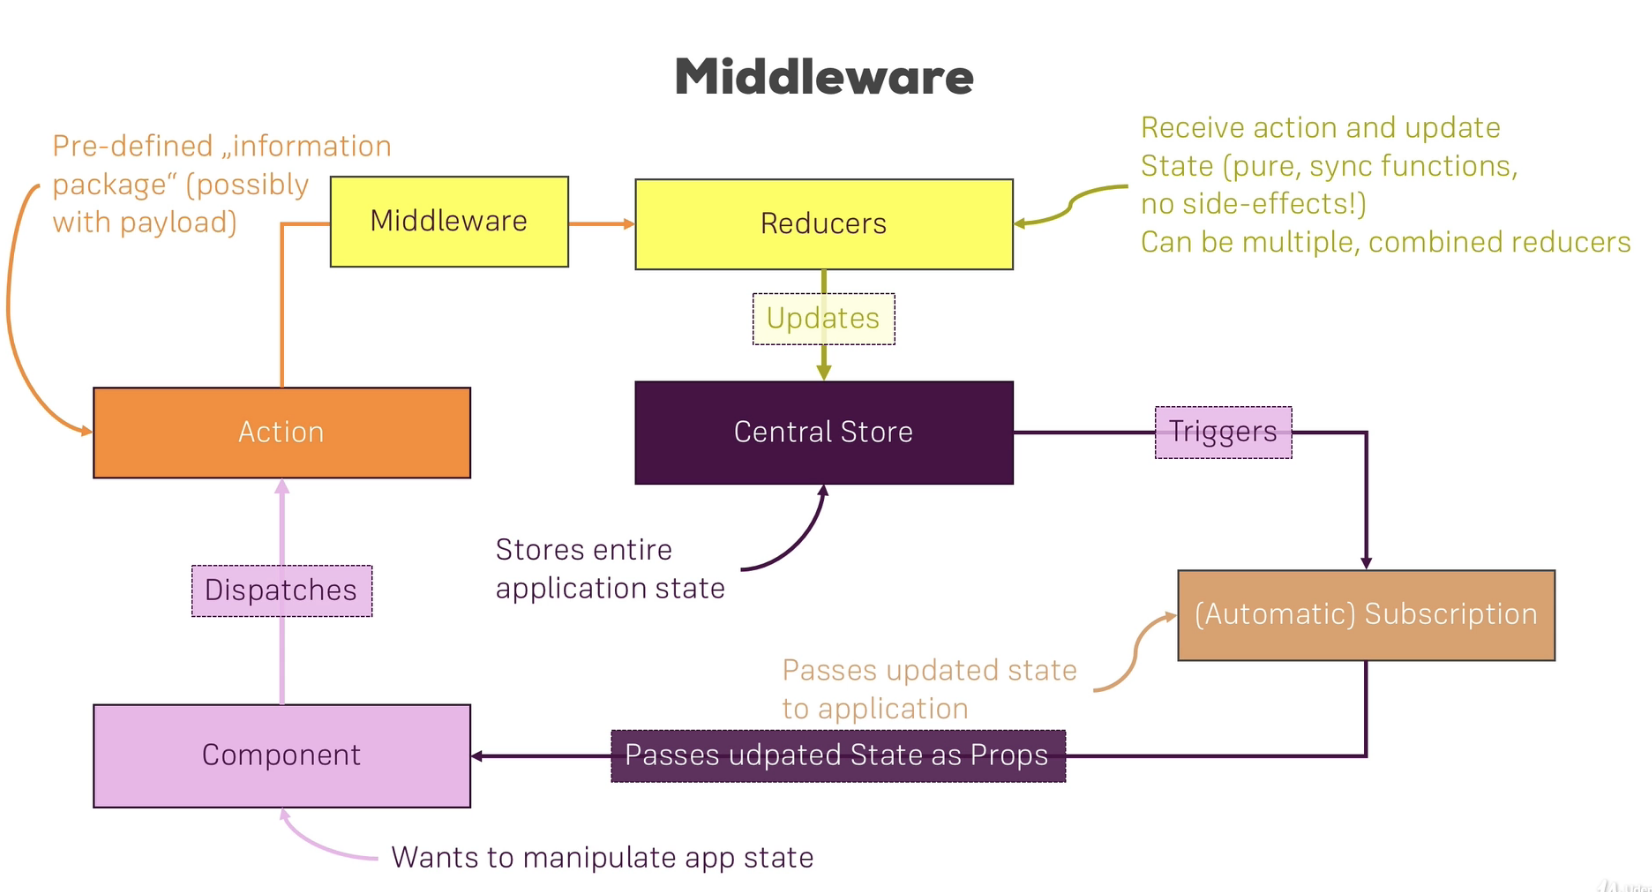 Middleware
Pre-defined „information
package“ (possibly
with payload)
Middleware
Reducers
Receive action and update
State (pure, sync functions,
no side-effects!)
Can be multiple, combined reducers
Updates
Action
Central Store
Triggers
Stores entire
application state
Dispatches
(Automatic) Subscription
Passes updated state
to application
Component
Passes udpated State as Props
Wants to manipulate app state